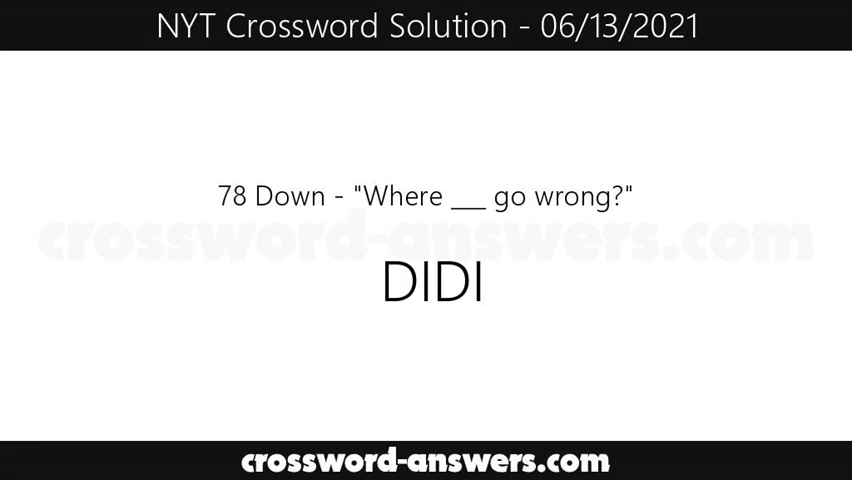 NYT Crossword Solution - 06/13/2021
78 Down - "Where ___ go wrong?"
crossword-answers.com
DIDI
crossword-answers.com